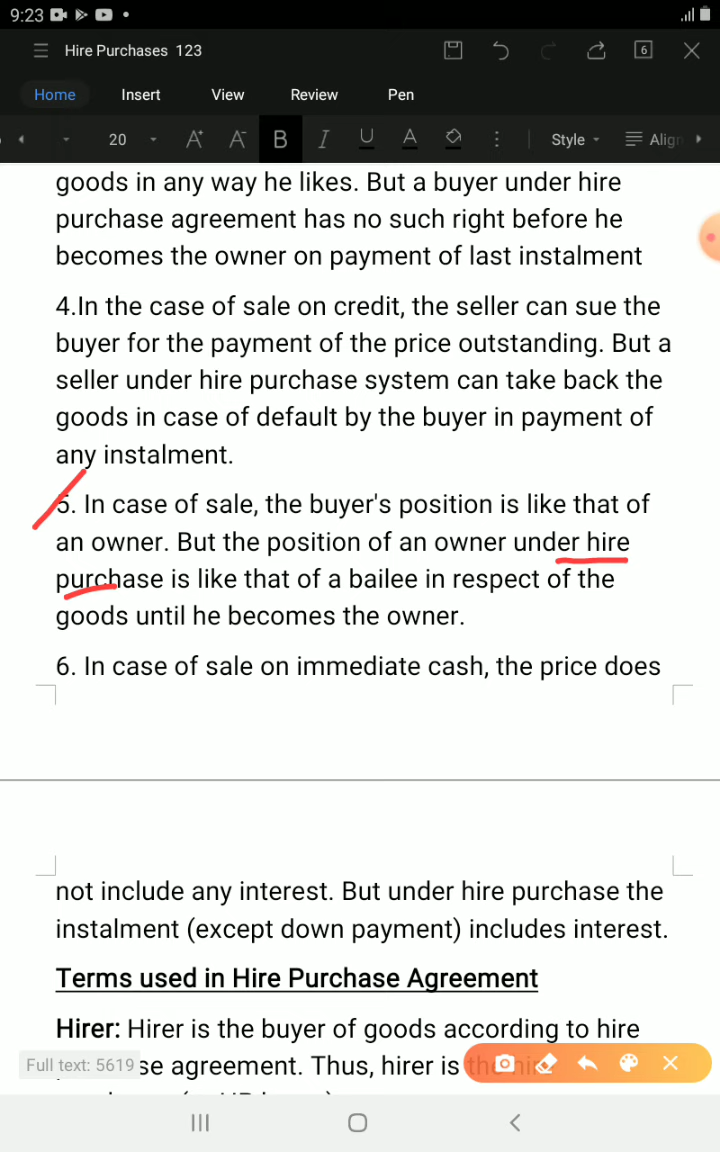 9:23
Hire Purchases 123
6
Home Insert View Review Pen
20 A+ A- B I U A Style Align
goods in any way he likes. But a buyer under hire
purchase agreement has no such right before he
becomes the owner on payment of last instalment
4.In the case of sale on credit, the seller can sue the
buyer for the payment of the price outstanding. But a
seller under hire purchase system can take back the
goods in case of default by the buyer in payment of
any instalment.
5. In case of sale, the buyer's position is like that of
an owner. But the position of an owner under hire
purchase is like that of a bailee in respect of the
goods until he becomes the owner.
6. In case of sale on immediate cash, the price does
not include any interest. But under hire purchase the
instalment (except down payment) includes interest.
Terms used in Hire Purchase Agreement
Hirer: Hirer is the buyer of goods according to hire
Full text: 5619 se agreement. Thus, hirer is the hire